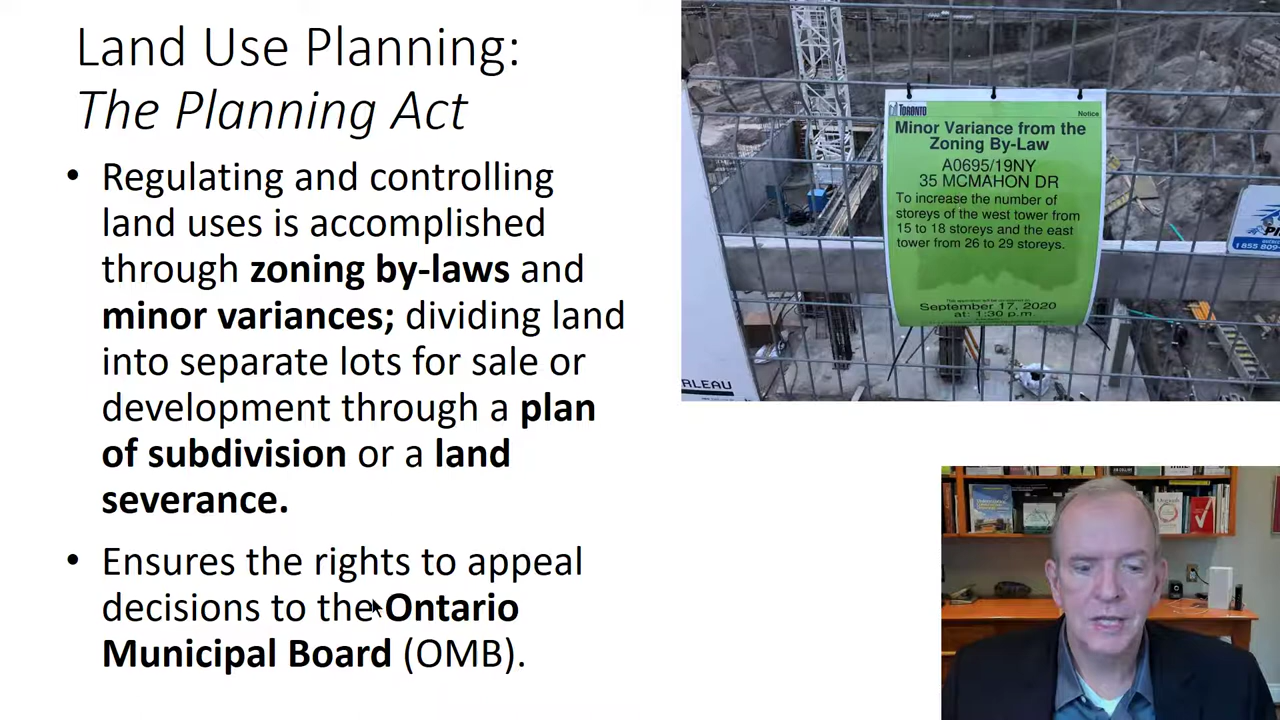 Land Use Planning:
The Planning Act
• Regulating and controlling
land uses is accomplished
through zoning by-laws and
minor variances; dividing land
into separate lots for sale or
development through a plan
of subdivision or a land
severance.
• Ensures the rights to appeal
decisions to the Ontario
Municipal Board (OMB).
TORONTO
Notice
Minor Variance from the
Zoning By-Law
A0695/19NY
35 MCMAHON DR
To increase the number of
storeys of the west tower from
15 to 18 storeys and the east
tower from 26 to 29 storeys.
September 17, 2020
at: 1:30 p.m.
RLEAU
1 855 809-